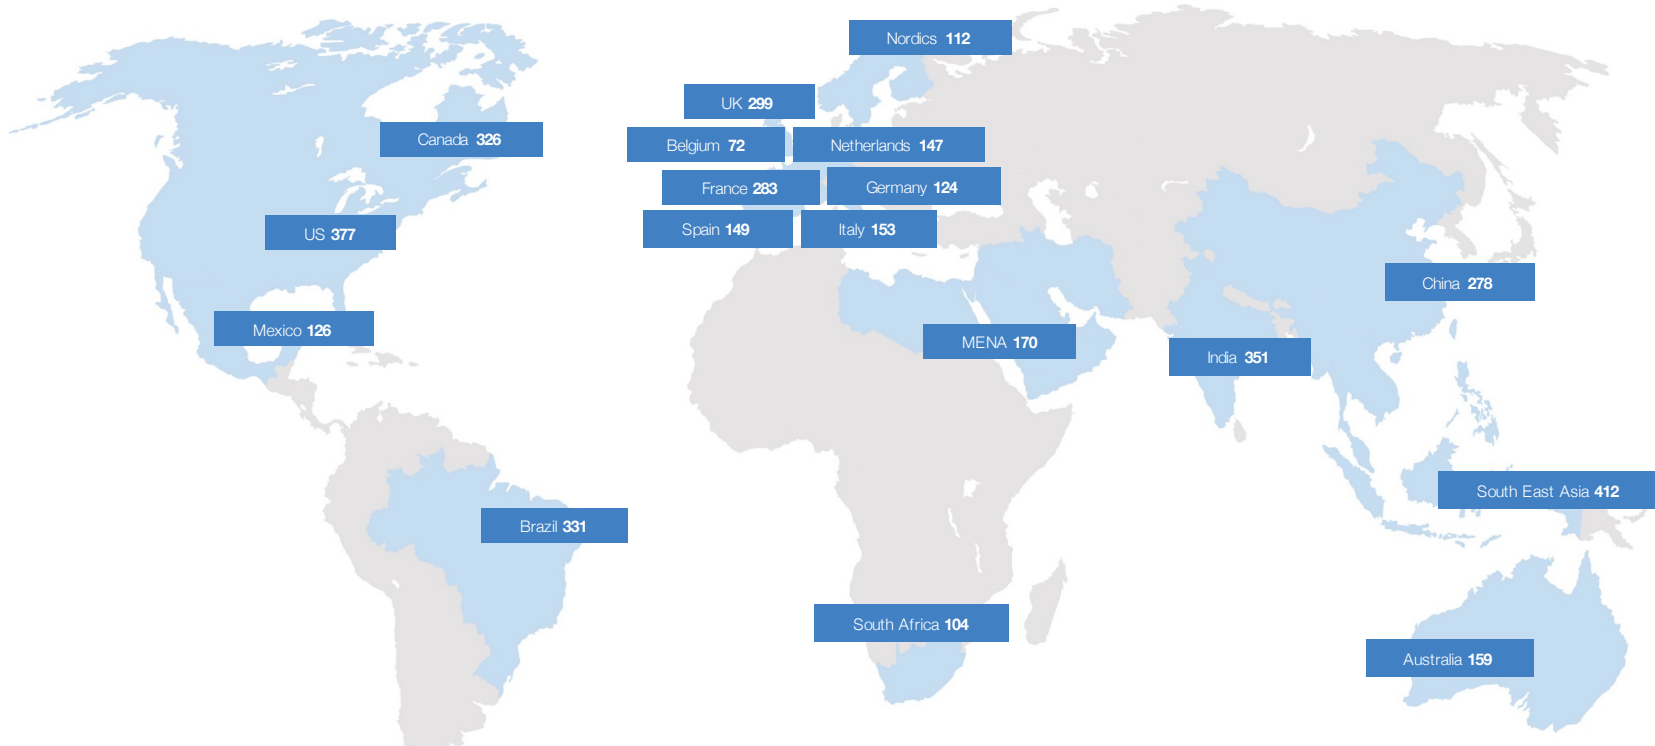 Nordics 112
UK 299
Canada 326
Belgium 72
Netherlands 147
France 283
Germany 124
US 377
Spain 149
Italy 153
China 278
Mexico 126
MENA 170
India 351
South East Asia 412
Brazil 331
South Africa 104
Australia 159